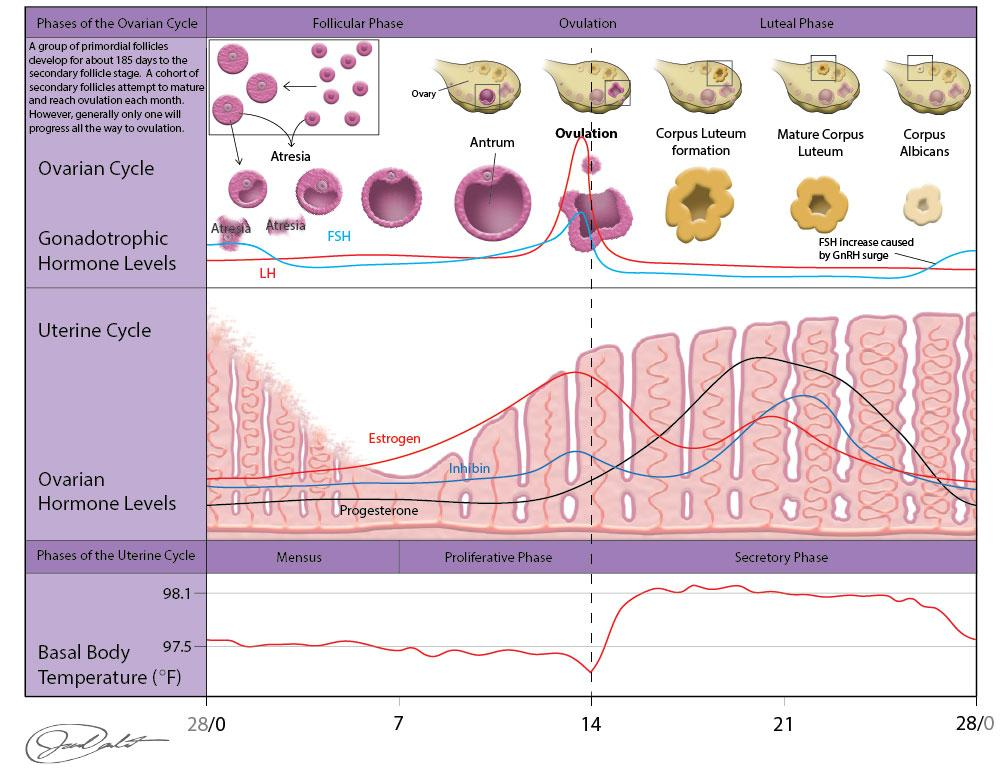 Phases of the Ovarian Cycle
Follicular Phase
Ovulation
Luteal Phase
A group of primordial follicles
develop for about 185 days to the
secondary follicle stage. A cohort of
secondary follicles attempt to mature
and reach ovulation each month.
However, generally only one will
progress all the way to ovulation.
Ovary
Atresia
Antrum
Ovulation
Corpus Luteum
formation
Mature Corpus
Luteum
Corpus
Albicans
Ovarian Cycle
Atresia
Atresia
Gonadotrophic
Hormone Levels
FSH
LH
FSH increase caused
by GnRH surge
Uterine Cycle
Estrogen
Inhibin
Progesterone
Ovarian
Hormone Levels
Phases of the Uterine Cycle
Mensus
Proliferative Phase
Secretory Phase
98.1
97.5
Basal Body
Temperature (°F)
28/0
7
14
21
28/0